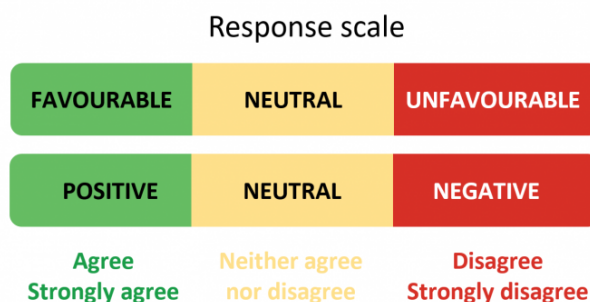 Response scale
FAVOURABLE NEUTRAL UNFAVOURABLE
POSITIVE NEUTRAL NEGATIVE
Agree Neither agree Disagree
Strongly agree nor disagree Strongly disagree